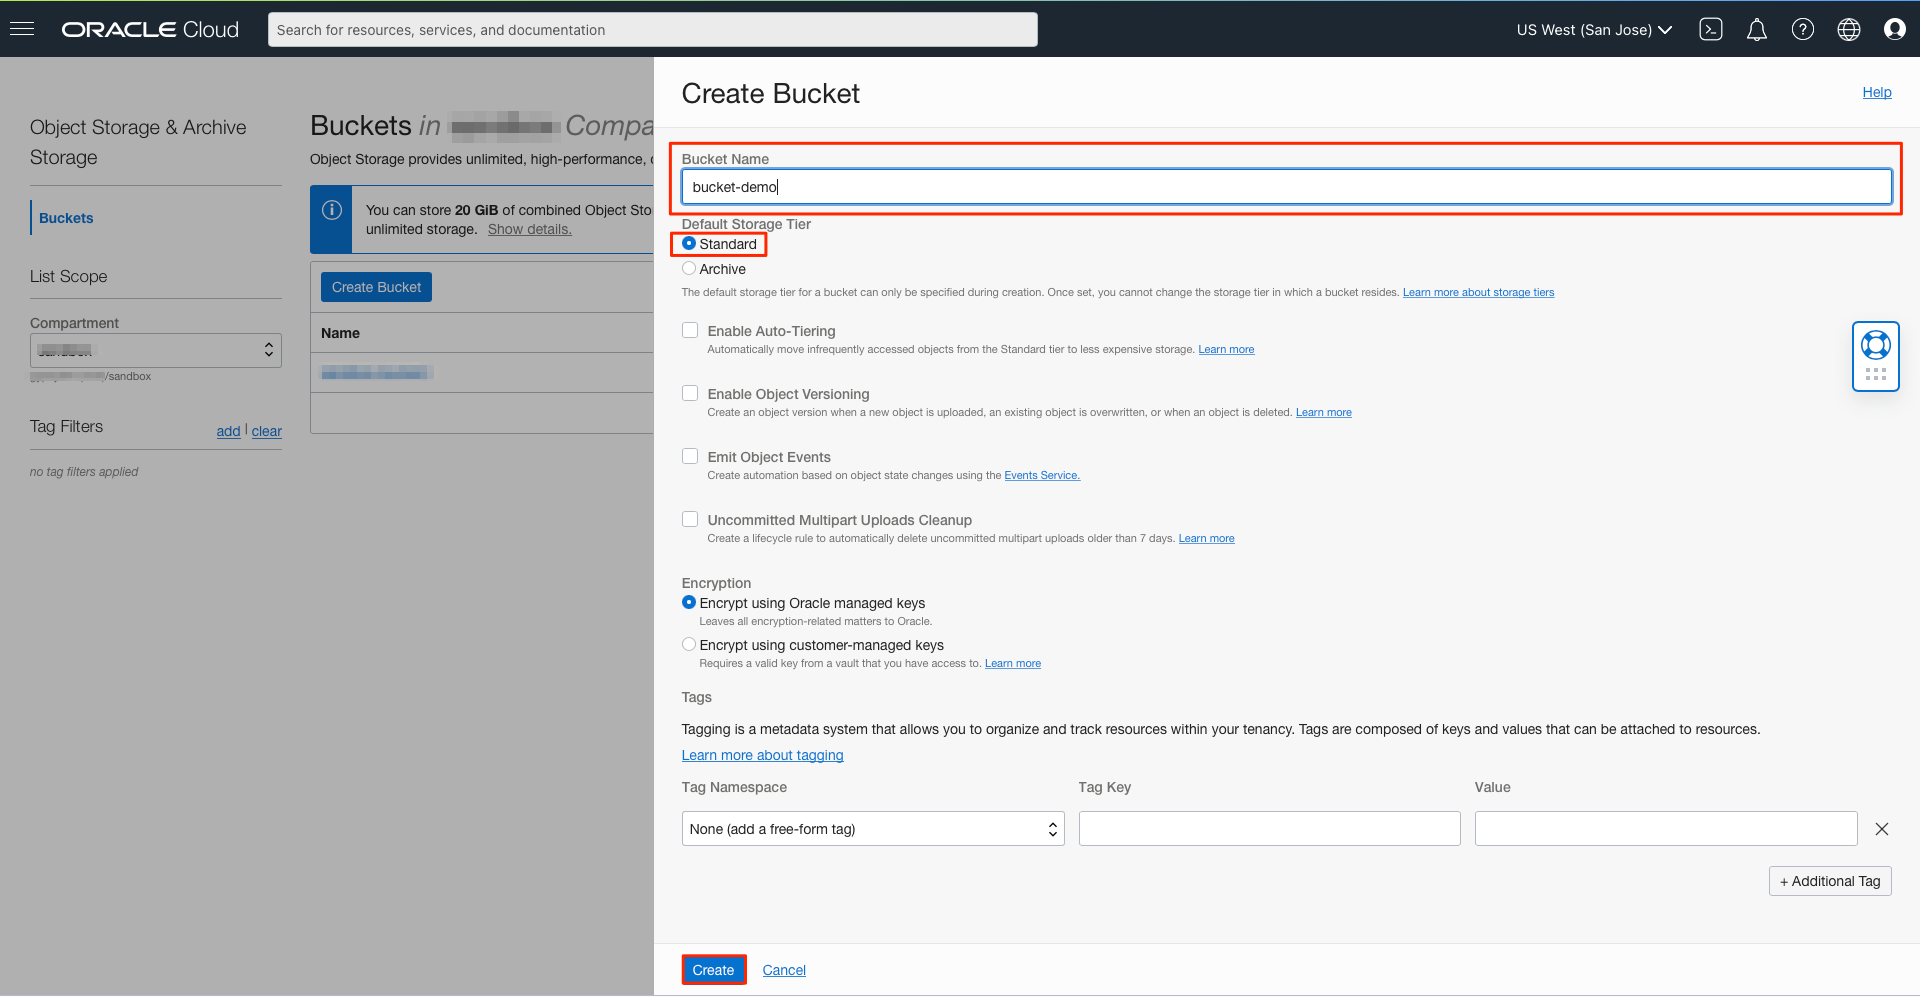 ORACLE Cloud
Search for resources, services, and documentation
US West (San Jose)
Object Storage & Archive
Storage
Buckets
List Scope
Compartment
/sandbox
Tag Filters
add | clear
no tag filters applied
Buckets in Compa
Object Storage provides unlimited, high-performance,
You can store 20 GiB of combined Object Sto
unlimited storage. Show details.
Create Bucket
Name
Create Bucket
Help
Bucket Name
bucket-demo
Default Storage Tier
Standard
Archive
The default storage tier for a bucket can only be specified during creation. Once set, you cannot change the storage tier in which a bucket resides. Learn more about storage tiers
Enable Auto-Tiering
Automatically move infrequently accessed objects from the Standard tier to less expensive storage. Learn more
Enable Object Versioning
Create an object version when a new object is uploaded, an existing object is overwritten, or when an object is deleted. Learn more
Emit Object Events
Create automation based on object state changes using the Events Service.
Uncommitted Multipart Uploads Cleanup
Create a lifecycle rule to automatically delete uncommitted multipart uploads older than 7 days. Learn more
Encryption
Encrypt using Oracle managed keys
Leaves all encryption-related matters to Oracle.
Encrypt using customer-managed keys
Requires a valid key from a vault that you have access to. Learn more
Tags
Tagging is a metadata system that allows you to organize and track resources within your tenancy. Tags are composed of keys and values that can be attached to resources.
Learn more about tagging
Tag Namespace
Tag Key
Value
None (add a free-form tag)
+ Additional Tag
Create
Cancel